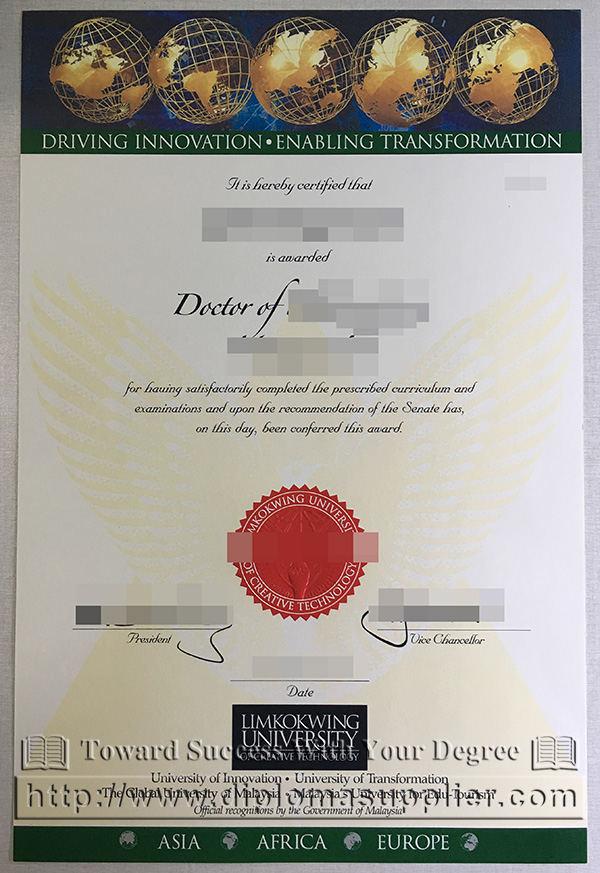 DRIVING INNOVATION • ENABLING TRANSFORMATION
It is hereby certified that
is awarded
Doctor of
for having satisfactorily completed the prescribed curriculum and
examinations and upon the recommendation of the Senate has,
on this day, been conferred this award.
LIMKOKWING UNIVERSITY
OF CREATIVE TECHNOLOGY
President
Vice Chancellor
Date
LIMKOKWING
UNIVERSITY
OF CREATIVE TECHNOLOGY
Toward Success With Your Degree
University of Innovation • University of Transformation
The Global University of Malaysia • Malaysia's University for Edu-Tourism
http://www.diplomasupplier.com
Official recognitions by the Government of Malaysia
ASIA AFRICA EUROPE